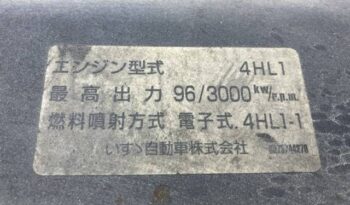 エンジン型式 4HL1
最高出力 96/3000 kW/r.p.m.
燃料噴射方式 電子式. 4HL1-1
いすゞ自動車株式会社